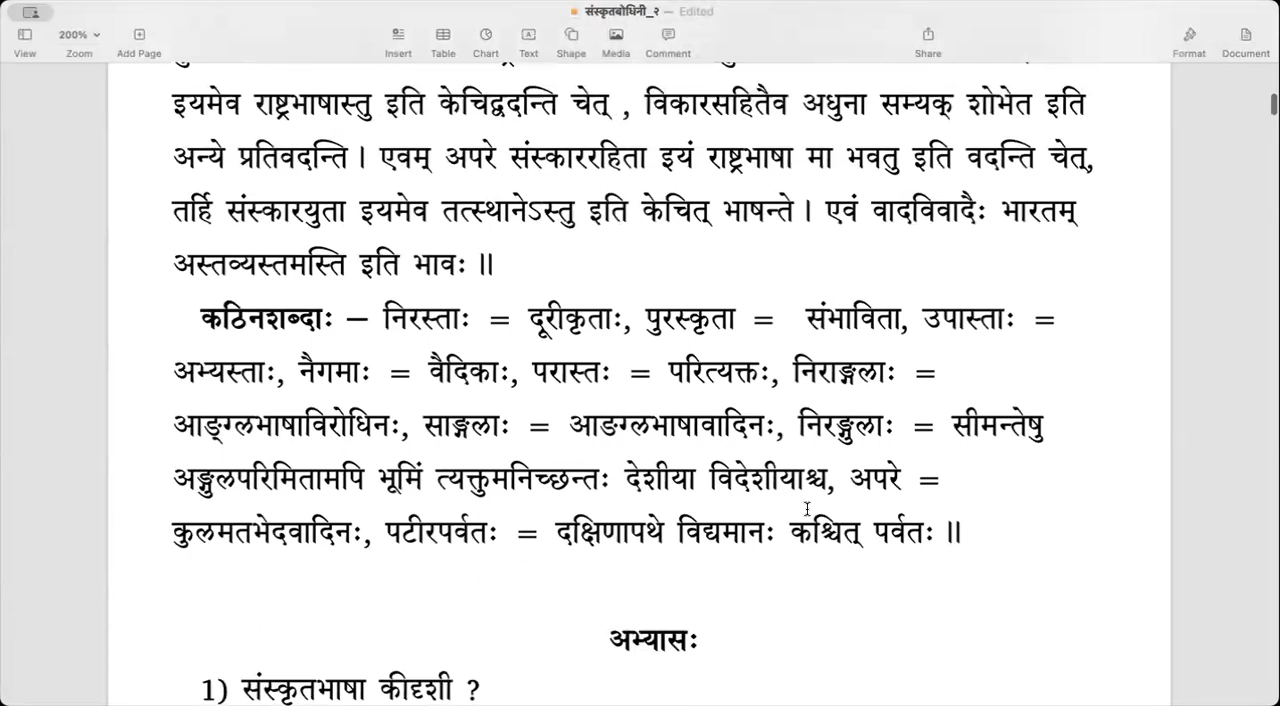 संस्कृतबोधिनी_२ — Edited
200%
View Zoom Add Page Insert Table Chart Text Shape Media Comment Share Format Document
इयमेव राष्ट्रभाषास्तु इति केचिद्वदन्ति चेत् , विकारसहितैव अधुना सम्यक् शोभेत इति
अन्ये प्रतिवदन्ति । एवम् अपरे संस्काररहिता इयं राष्ट्रभाषा मा भवतु इति वदन्ति चेत्,
तर्हि संस्कारयुता इयमेव तत्स्थानेऽस्तु इति केचित् भाषन्ते । एवं वादविवादैः भारतम्
अस्तव्यस्तमस्ति इति भावः ॥
कठिनशब्दाः — निरस्ताः = दूरीकृताः, पुरस्कृता = संभाविता, उपास्ताः =
अभ्यस्ताः, नैगमाः = वैदिकाः, परास्तः = परित्यक्तः, निराङ्गलाः =
आङ्ग्लभाषाविरोधिनः, साङ्गलाः = आङग्लभाषावादिनः, निरङ्गुलाः = सीमन्तेषु
अङ्गुलपरिमितामपि भूमिं त्यक्तुमनिच्छन्तः देशीया विदेशीयाश्च, अपरे =
कुलमतभेदवादिनः, पटीरपर्वतः = दक्षिणापथे विद्यमानः कश्चित् पर्वतः ॥
अभ्यासः
1) संस्कृतभाषा कीदृशी ?